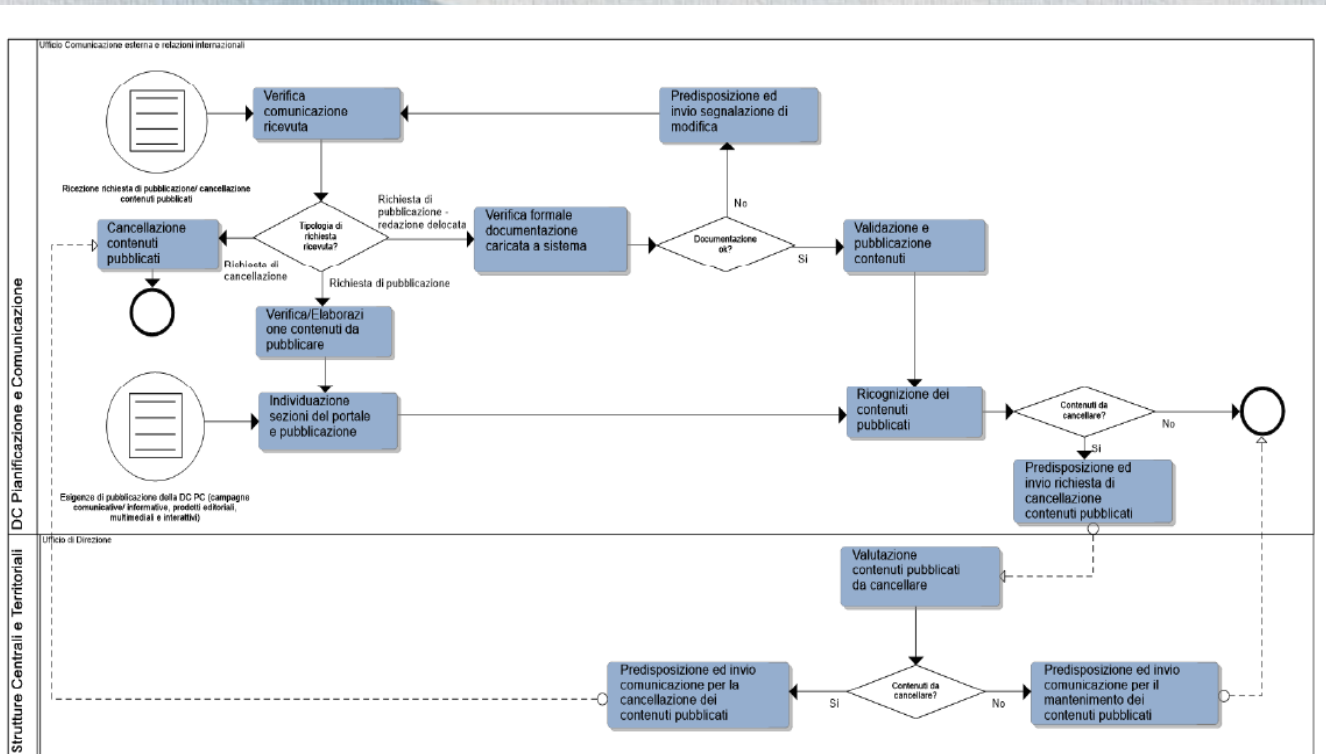 Ufficio Comunicazione esterna e relazioni internazionali
DC Pianificazione e Comunicazione
Verifica
comunicazione
ricevuta
Predisposizione ed
invio segnalazione di
modifica
Ricezione richiesta di pubblicazione/ cancellazione
contenuti pubblicati
No
Cancellazione
contenuti
pubblicati
Tipologia di
richiesta
ricevuta?
Richiesta di
pubblicazione -
redazione delocata
Verifica formale
documentazione
caricata a sistema
Documentazione
ok?
Si
Validazione e
pubblicazione
contenuti
Richiesta di
cancellazione
Richiesta di pubblicazione
Verifica/Elaborazi
one contenuti da
pubblicare
Individuazione
sezioni del portale
e pubblicazione
Ricognizione dei
contenuti
pubblicati
Contenuti da
cancellare?
No
Si
Esigenze di pubblicazione della DC PC (campagne
comunicative/ informative, prodotti editoriali,
multimediali e interattivi)
Predisposizione ed
invio richiesta di
cancellazione
contenuti pubblicati
Ufficio di Direzione
Strutture Centrali e Territoriali
Valutazione
contenuti pubblicati
da cancellare
Predisposizione ed invio
comunicazione per la
cancellazione dei
contenuti pubblicati
Si
Contenuti da
cancellare?
No
Predisposizione ed invio
comunicazione per il
mantenimento dei
contenuti pubblicati